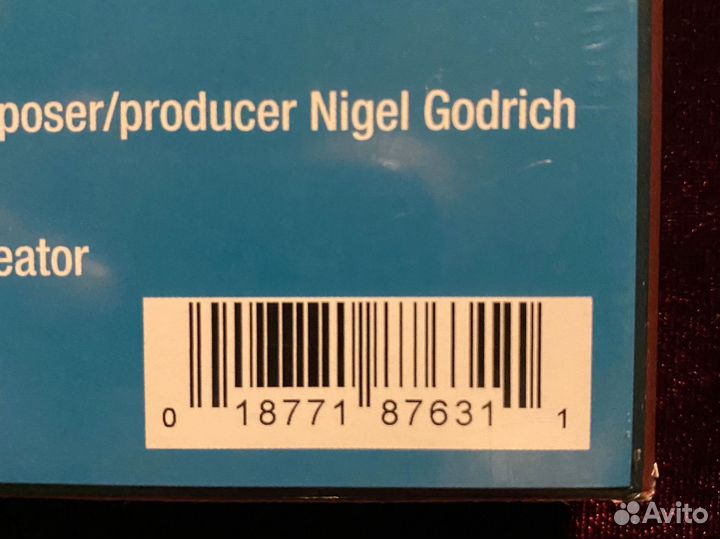 poser/producer Nigel Godrich
eator
0 18771 87631 1
Avito